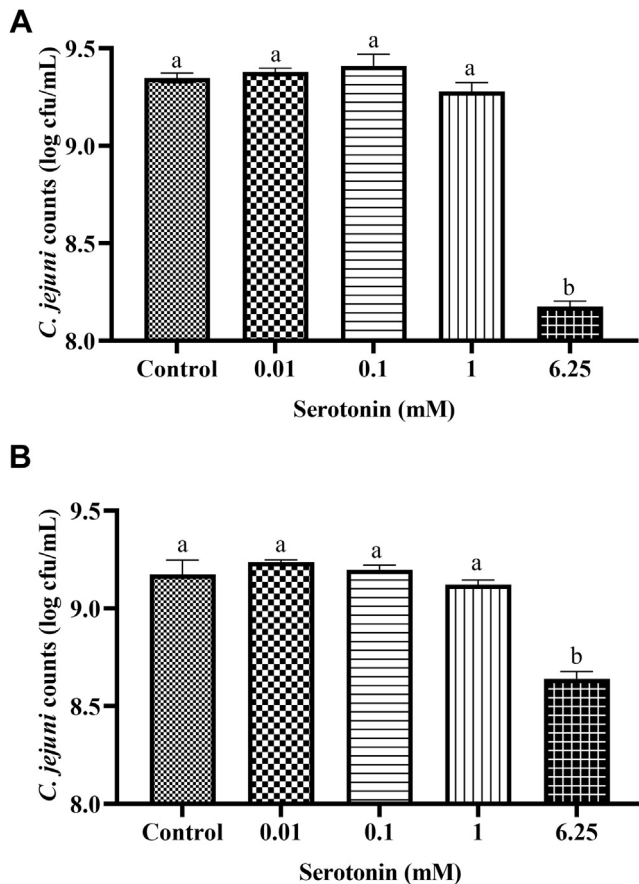 A
C. jejuni counts (log cfu/mL)
9.5
9.0
8.5
8.0
a
a
a
a
b
Control 0.01 0.1 1 6.25
Serotonin (mM)
B
C. jejuni counts (log cfu/mL)
9.5
9.0
8.5
8.0
a
a
a
a
b
Control 0.01 0.1 1 6.25
Serotonin (mM)